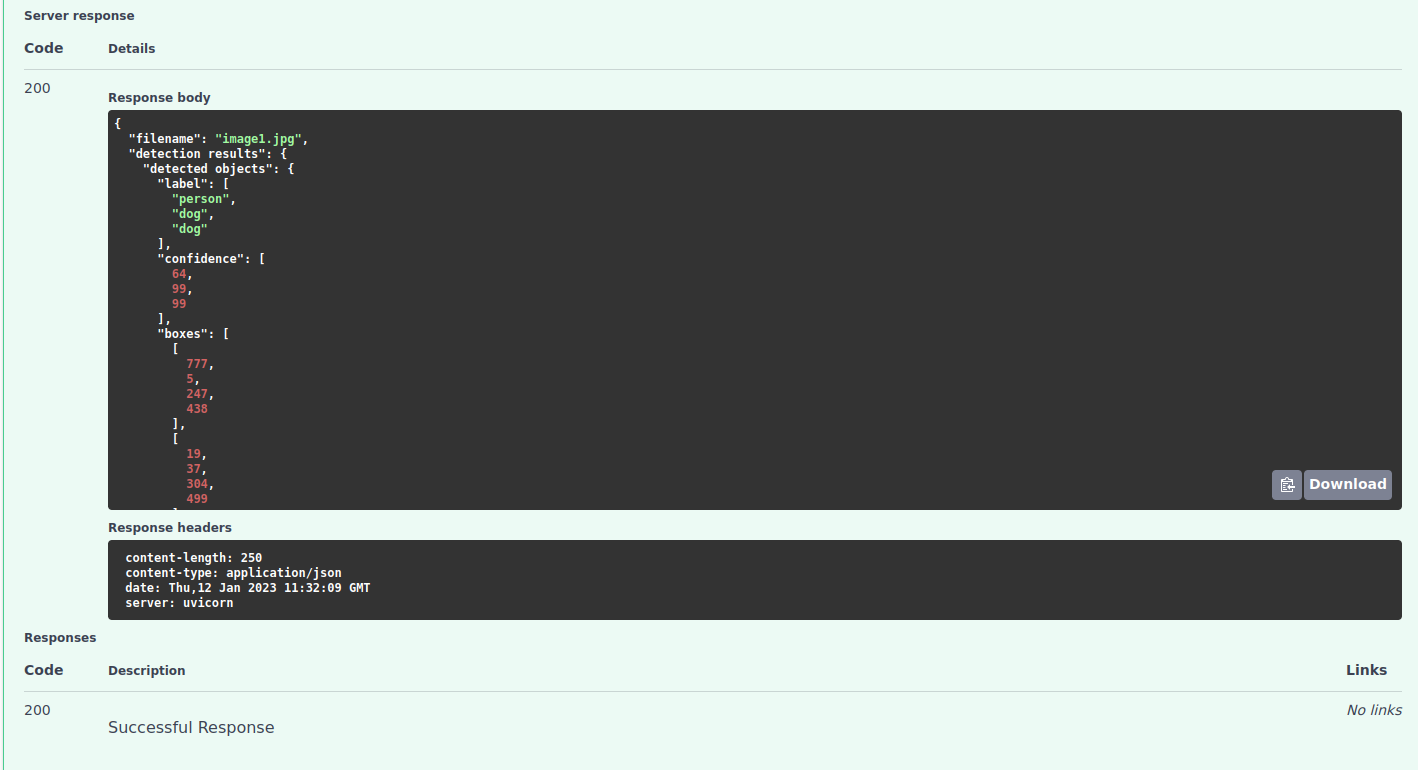 Server response
Code Details
200
Response body
{
  "filename": "image1.jpg",
  "detection results": {
    "detected objects": {
      "label": [
        "person",
        "dog",
        "dog"
      ],
      "confidence": [
        64,
        99,
        99
      ],
      "boxes": [
        [
          777,
          5,
          247,
          438
        ],
        [
          19,
          37,
          304,
          499
Download
Response headers
content-length: 250
content-type: application/json
date: Thu,12 Jan 2023 11:32:09 GMT
server: uvicorn
Responses
Code Description Links
200 No links
Successful Response